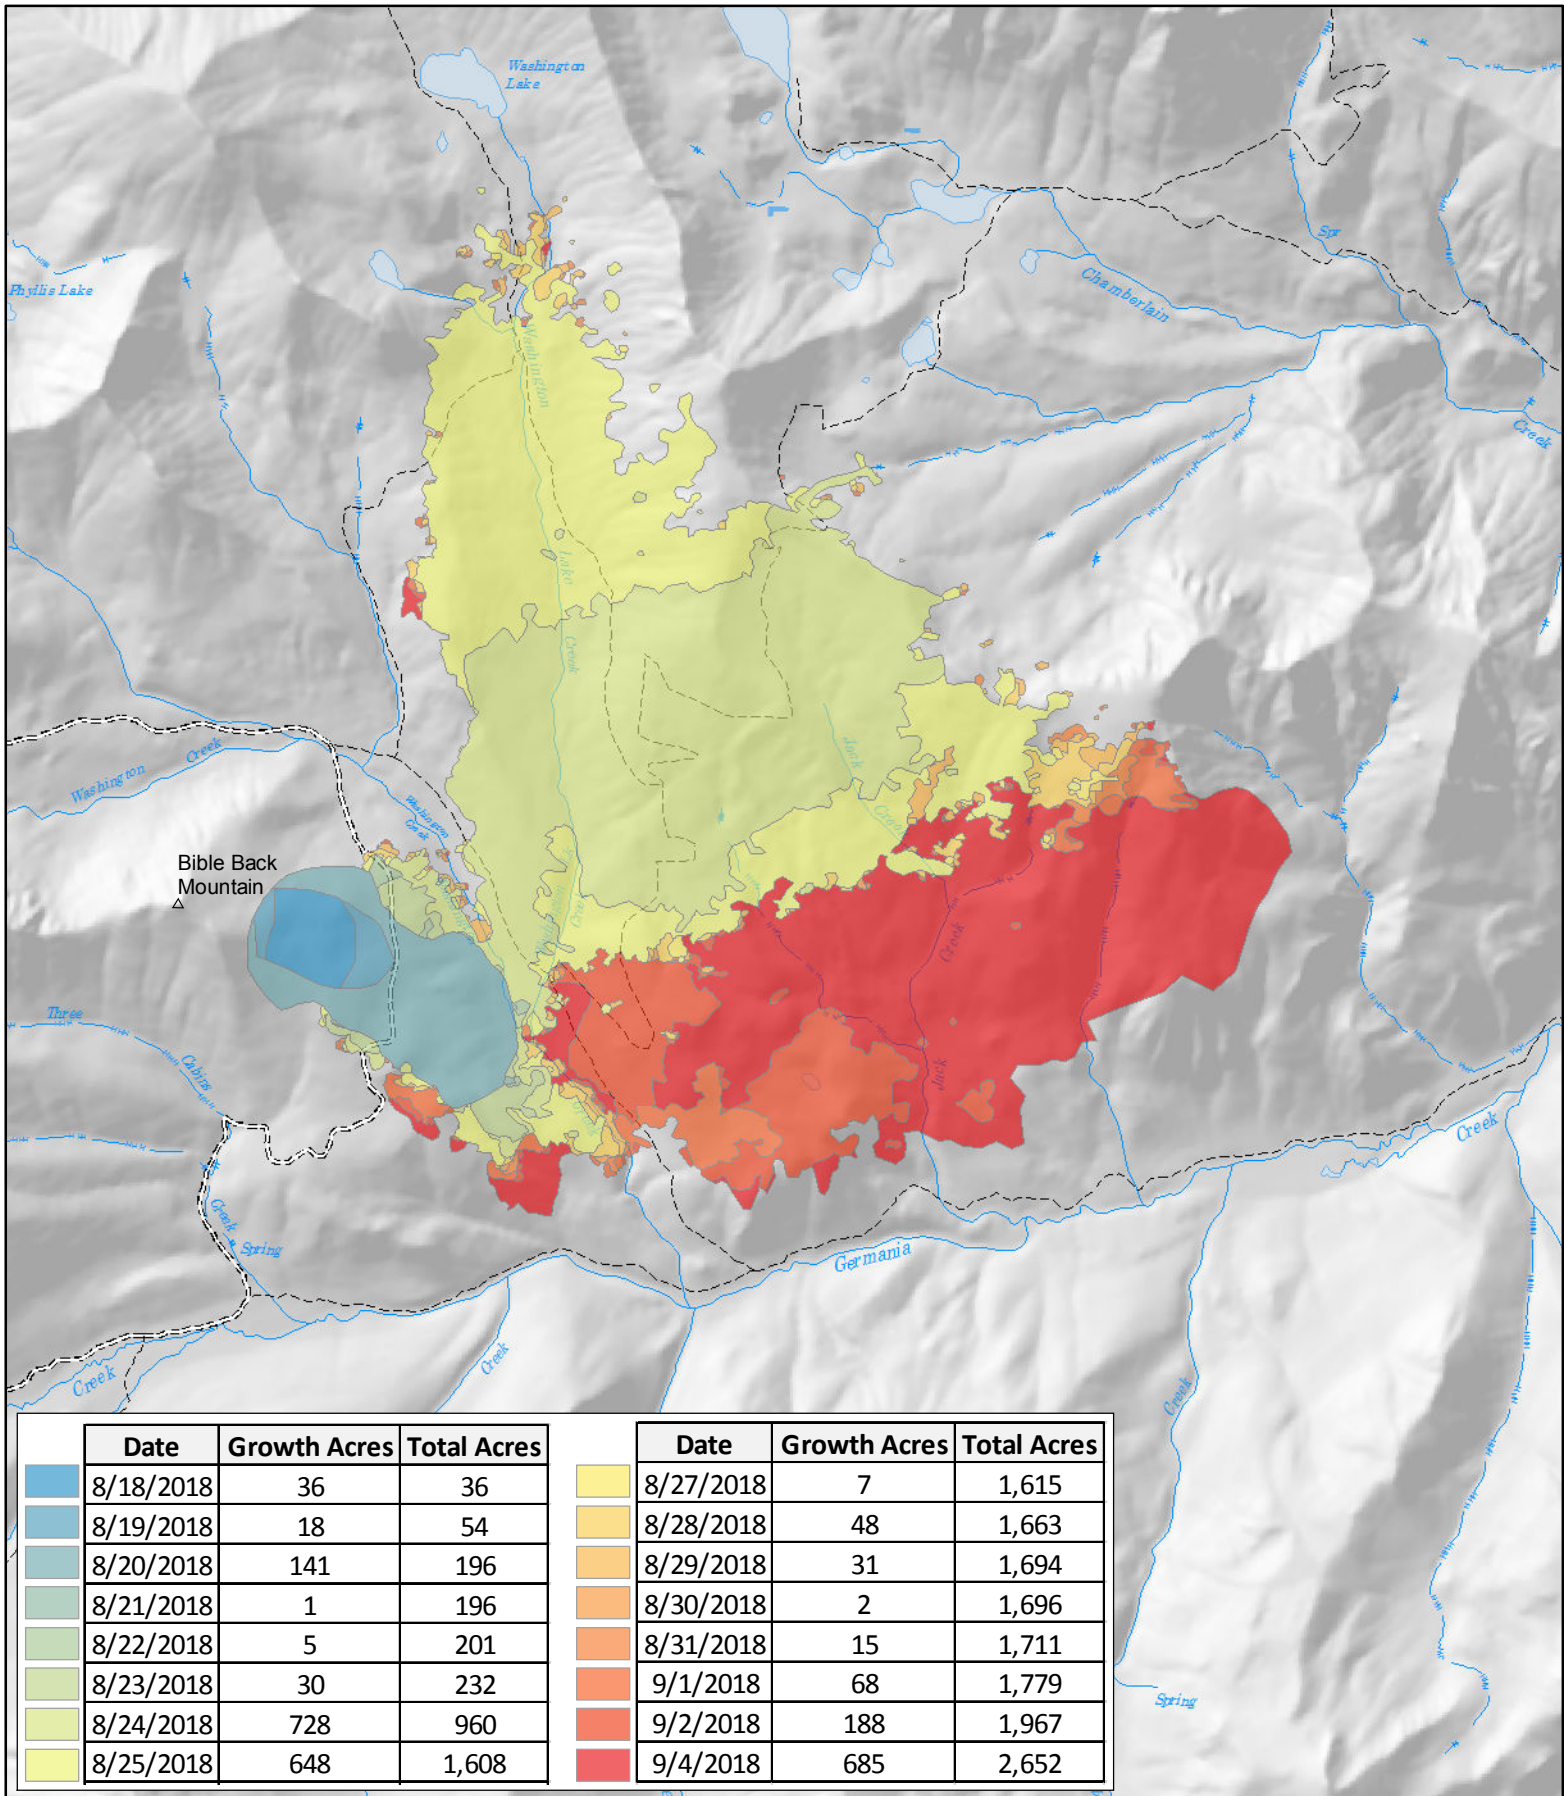 Washington
Lake
Phyllis Lake
Spr
Chamberlain
Creek
Washington
Lake
Creek
Jack
Creek
Washington
Creek
Washington
Creek
Bible Back
Mountain
Creek
Jack
Three
Cabins
Creek
Spring
Creek
Germania
Creek
Creek
Creek
Spring
Date Growth Acres Total Acres
8/18/2018 36 36
8/19/2018 18 54
8/20/2018 141 196
8/21/2018 1 196
8/22/2018 5 201
8/23/2018 30 232
8/24/2018 728 960
8/25/2018 648 1,608
Date Growth Acres Total Acres
8/27/2018 7 1,615
8/28/2018 48 1,663
8/29/2018 31 1,694
8/30/2018 2 1,696
8/31/2018 15 1,711
9/1/2018 68 1,779
9/2/2018 188 1,967
9/4/2018 685 2,652